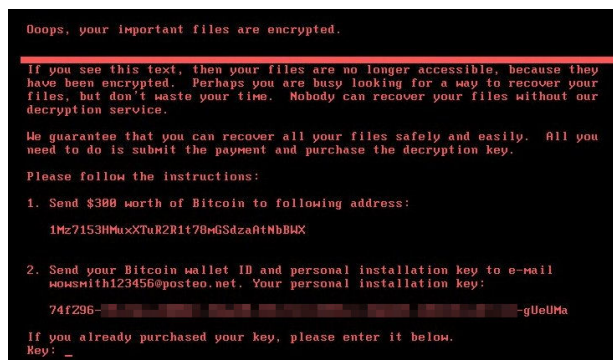 Ooops, your important files are encrypted.
If you see this text, then your files are no longer accessible, because they
have been encrypted.  Perhaps you are busy looking for a way to recover your
files, but don't waste your time.  Nobody can recover your files without our
decryption service.
We guarantee that you can recover all your files safely and easily.  All you
need to do is submit the payment and purchase the decryption key.
Please follow the instructions:
1. Send $300 worth of Bitcoin to following address:
1Mz7153HMuxXTuR2R1t78mGSdzaAtNbBWX
2. Send your Bitcoin wallet ID and personal installation key to e-mail
wowsmith123456@posteo.net. Your personal installation key:
74f296-                                        -gUeUMa
If you already purchased your key, please enter it below.
Key: _